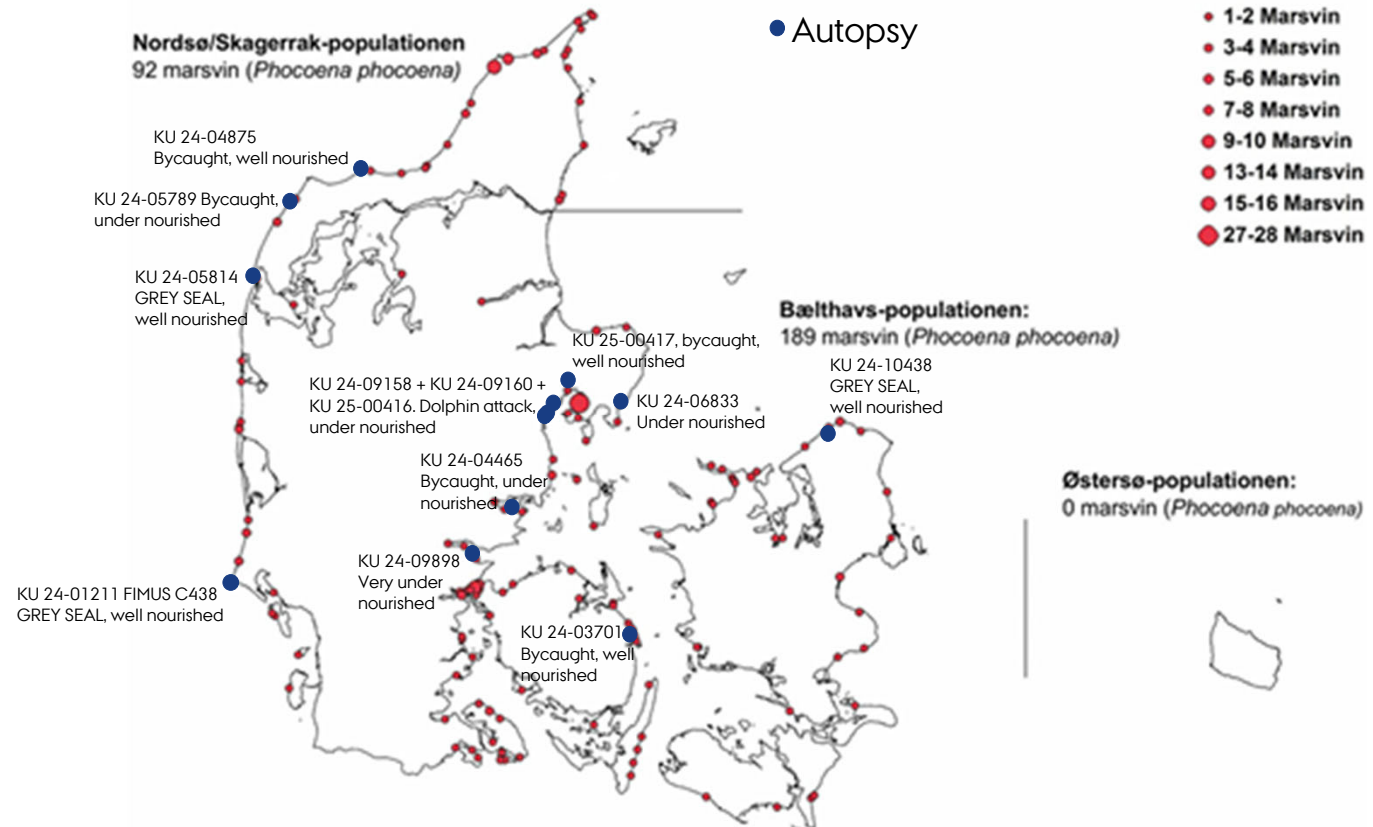 Autopsy
Nordsø/Skagerrak-populationen
92 marsvin (Phocoena phocoena)
1-2 Marsvin
3-4 Marsvin
5-6 Marsvin
7-8 Marsvin
9-10 Marsvin
13-14 Marsvin
15-16 Marsvin
27-28 Marsvin
KU 24-04875
Bycaught, well nourished
KU 24-05789 Bycaught,
under nourished
KU 24-05814
GREY SEAL,
well nourished
Bælthavs-populationen:
189 marsvin (Phocoena phocoena)
KU 25-00417, bycaught,
well nourished
KU 24-10438
GREY SEAL,
well nourished
KU 24-09158 + KU 24-09160 +
KU 25-00416. Dolphin attack,
under nourished
KU 24-06833
Under nourished
KU 24-04465
Bycaught, under
nourished
Østersø-populationen:
0 marsvin (Phocoena phocoena)
KU 24-09898
Very under
nourished
KU 24-01211 FIMUS C438
GREY SEAL, well nourished
KU 24-03701
Bycaught, well
nourished